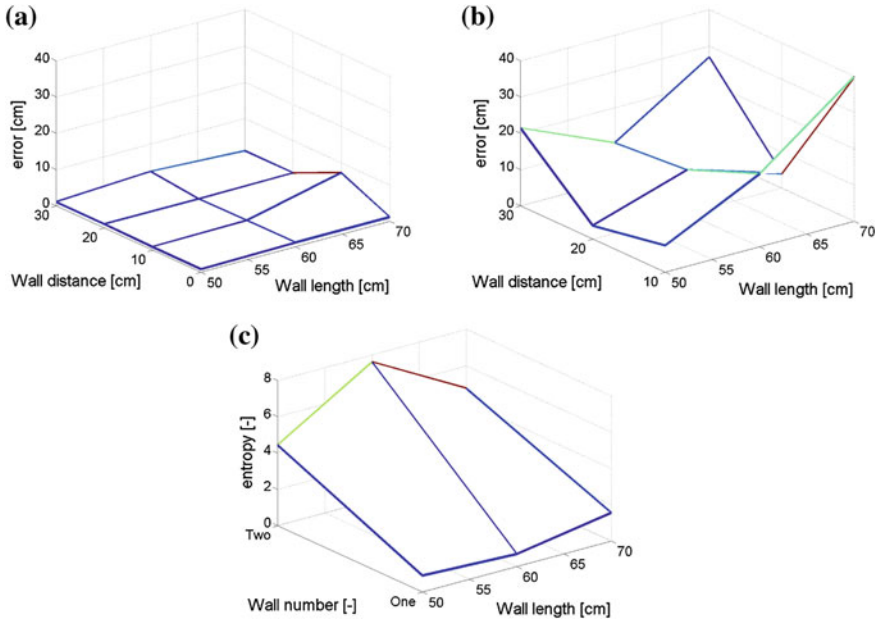 (a)
40
30
20
10
0
error [cm]
30
20
10
0
Wall distance [cm]
50
55
60
65
70
Wall length [cm]
(b)
40
30
20
10
0
error [cm]
30
20
10
Wall distance [cm]
50
55
60
65
70
Wall length [cm]
(c)
8
6
4
2
0
entropy [-]
Two
One
Wall number [-]
50
55
60
65
70
Wall length [cm]